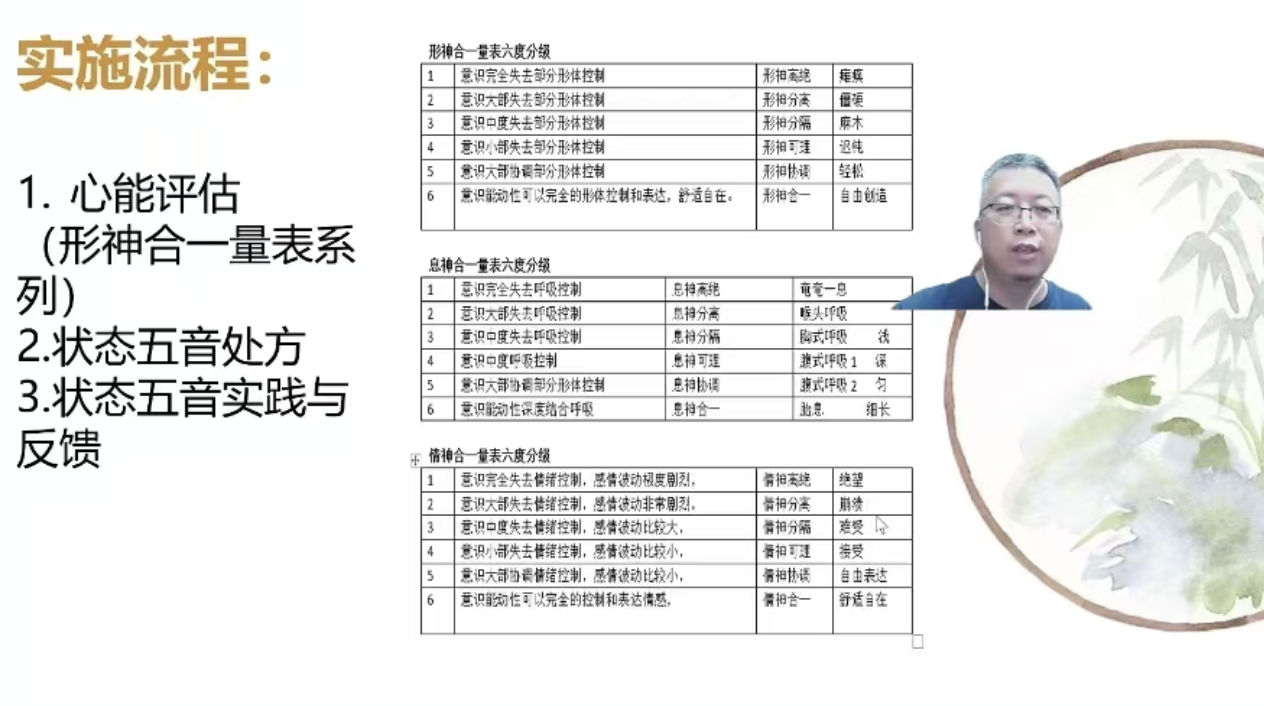 实施流程：
1. 心能评估
（形神合一量表系
列）
2.状态五音处方
3.状态五音实践与
反馈
形神合一量表六度分级
1 意识完全失去部分形体控制 形神离绝 瘫痪
2 意识大部失去部分形体控制 形神分离 僵硬
3 意识中度失去部分形体控制 形神分隔 麻木
4 意识小部失去部分形体控制 形神可理 迟钝
5 意识大部协调部分形体控制 形神协调 轻松
6 意识能动性可以完全的形体控制和表达，舒适自在。 形神合一 自由创造
息神合一量表六度分级
1 意识完全失去呼吸控制 息神离绝 奄奄一息
2 意识大部失去呼吸控制 息神分离 喉头呼吸
3 意识中度失去呼吸控制 息神分隔 胸式呼吸 浅
4 意识中度呼吸控制 息神可理 腹式呼吸1 深
5 意识大部协调部分形体控制 息神协调 腹式呼吸2 匀
6 意识能动性深度结合呼吸 息神合一 胎息 细长
情神合一量表六度分级
1 意识完全失去情绪控制，感情波动极度剧烈， 情神离绝 绝望
2 意识大部失去情绪控制，感情波动非常剧烈， 情神分离 崩溃
3 意识中度失去情绪控制，感情波动比较大， 情神分隔 难受
4 意识小部失去情绪控制，感情波动比较小， 情神可理 接受
5 意识大部协调情绪控制，感情波动比较小， 情神协调 自由表达
6 意识能动性可以完全的控制和表达情感， 情神合一 舒适自在